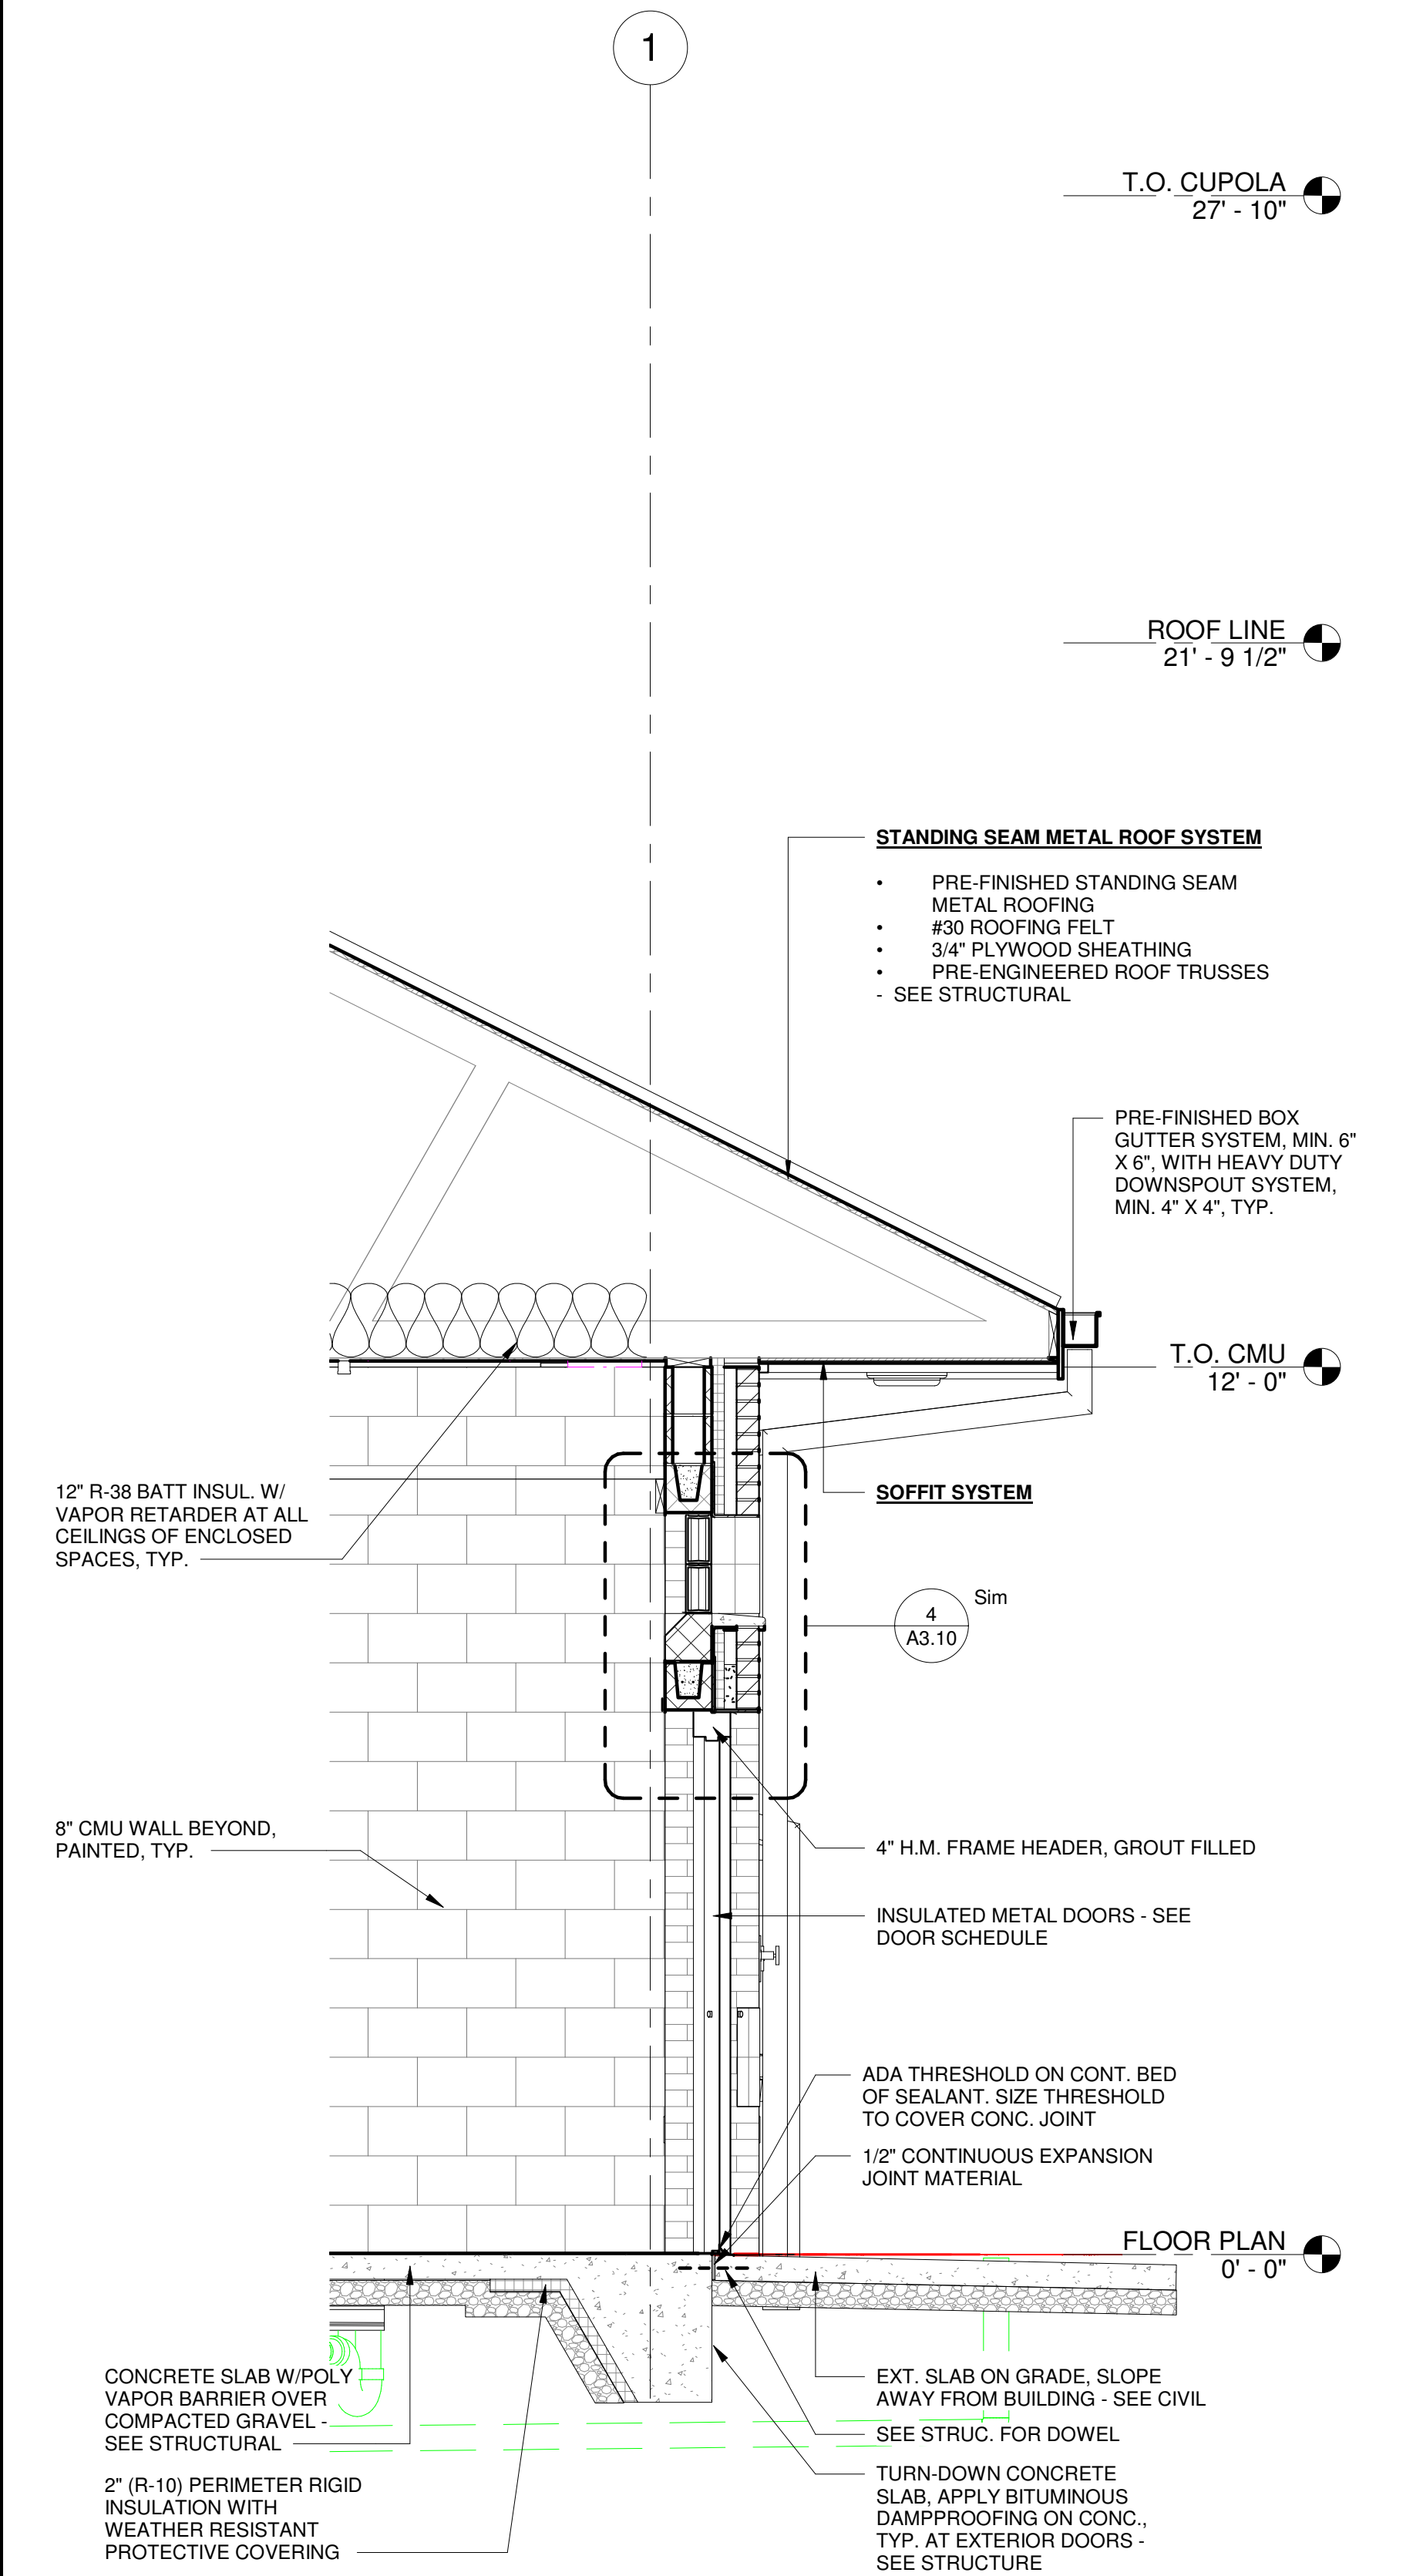 1
T.O. CUPOLA
27' - 10"
ROOF LINE
21' - 9 1/2"
STANDING SEAM METAL ROOF SYSTEM
• PRE-FINISHED STANDING SEAM
METAL ROOFING
• #30 ROOFING FELT
• 3/4" PLYWOOD SHEATHING
• PRE-ENGINEERED ROOF TRUSSES
- SEE STRUCTURAL
PRE-FINISHED BOX
GUTTER SYSTEM, MIN. 6"
X 6", WITH HEAVY DUTY
DOWNSPOUT SYSTEM,
MIN. 4" X 4", TYP.
T.O. CMU
12' - 0"
12" R-38 BATT INSUL. W/
VAPOR RETARDER AT ALL
CEILINGS OF ENCLOSED
SPACES, TYP.
SOFFIT SYSTEM
Sim
4
A3.10
8" CMU WALL BEYOND,
PAINTED, TYP.
4" H.M. FRAME HEADER, GROUT FILLED
INSULATED METAL DOORS - SEE
DOOR SCHEDULE
ADA THRESHOLD ON CONT. BED
OF SEALANT. SIZE THRESHOLD
TO COVER CONC. JOINT
1/2" CONTINUOUS EXPANSION
JOINT MATERIAL
FLOOR PLAN
0' - 0"
CONCRETE SLAB W/POLY
VAPOR BARRIER OVER
COMPACTED GRAVEL -
SEE STRUCTURAL
2" (R-10) PERIMETER RIGID
INSULATION WITH
WEATHER RESISTANT
PROTECTIVE COVERING
EXT. SLAB ON GRADE, SLOPE
AWAY FROM BUILDING - SEE CIVIL
SEE STRUC. FOR DOWEL
TURN-DOWN CONCRETE
SLAB, APPLY BITUMINOUS
DAMPPROOFING ON CONC.,
TYP. AT EXTERIOR DOORS -
SEE STRUCTURE